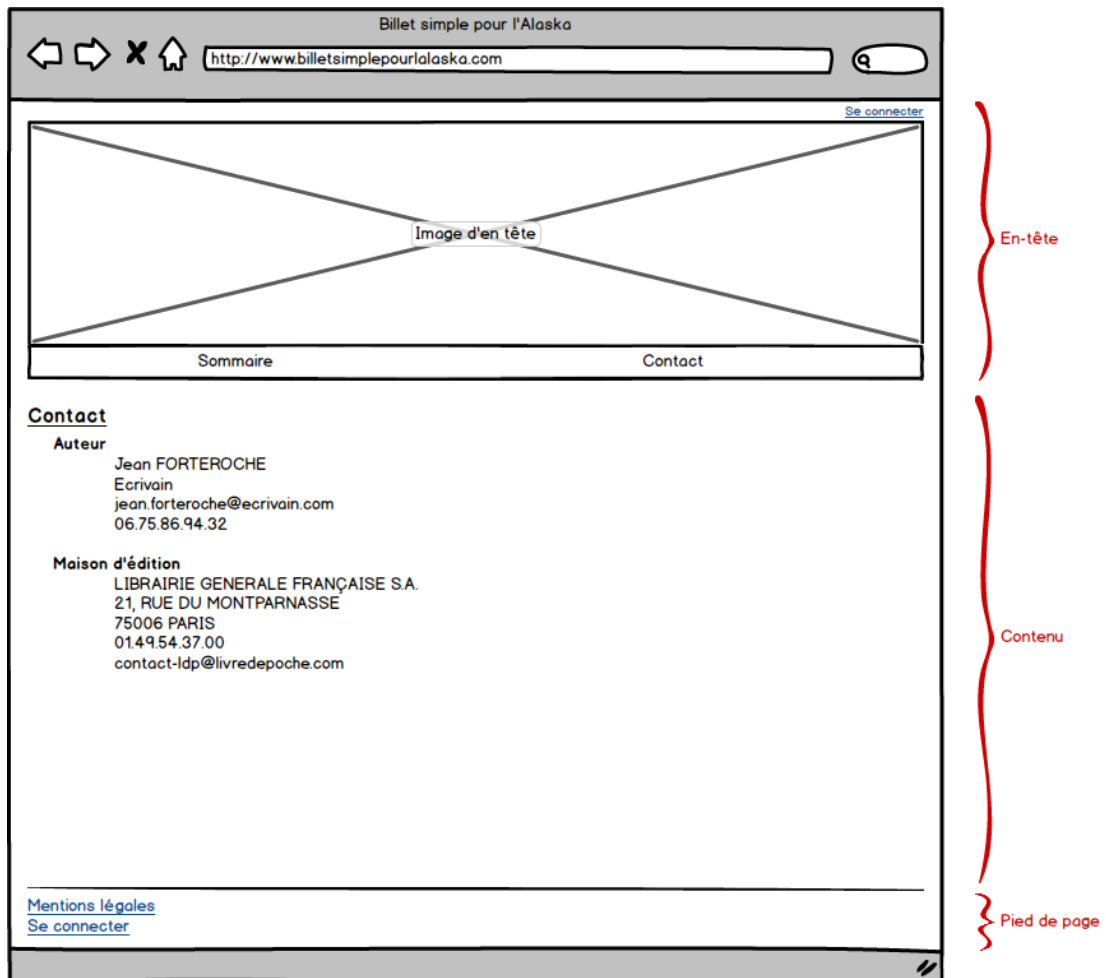 Billet simple pour l'Alaska
http://www.billetsimplepourlalaska.com
Se connecter
Image d'en tête
En-tête
Sommaire Contact
Contact
Auteur
Jean FORTEROCHE
Ecrivain
jean.forteroche@ecrivain.com
06.75.86.94.32
Maison d'édition
LIBRAIRIE GENERALE FRANÇAISE S.A.
21, RUE DU MONTPARNASSE
75006 PARIS
01.49.54.37.00
contact-ldp@livredepoche.com
Contenu
Mentions légales
Se connecter
Pied de page